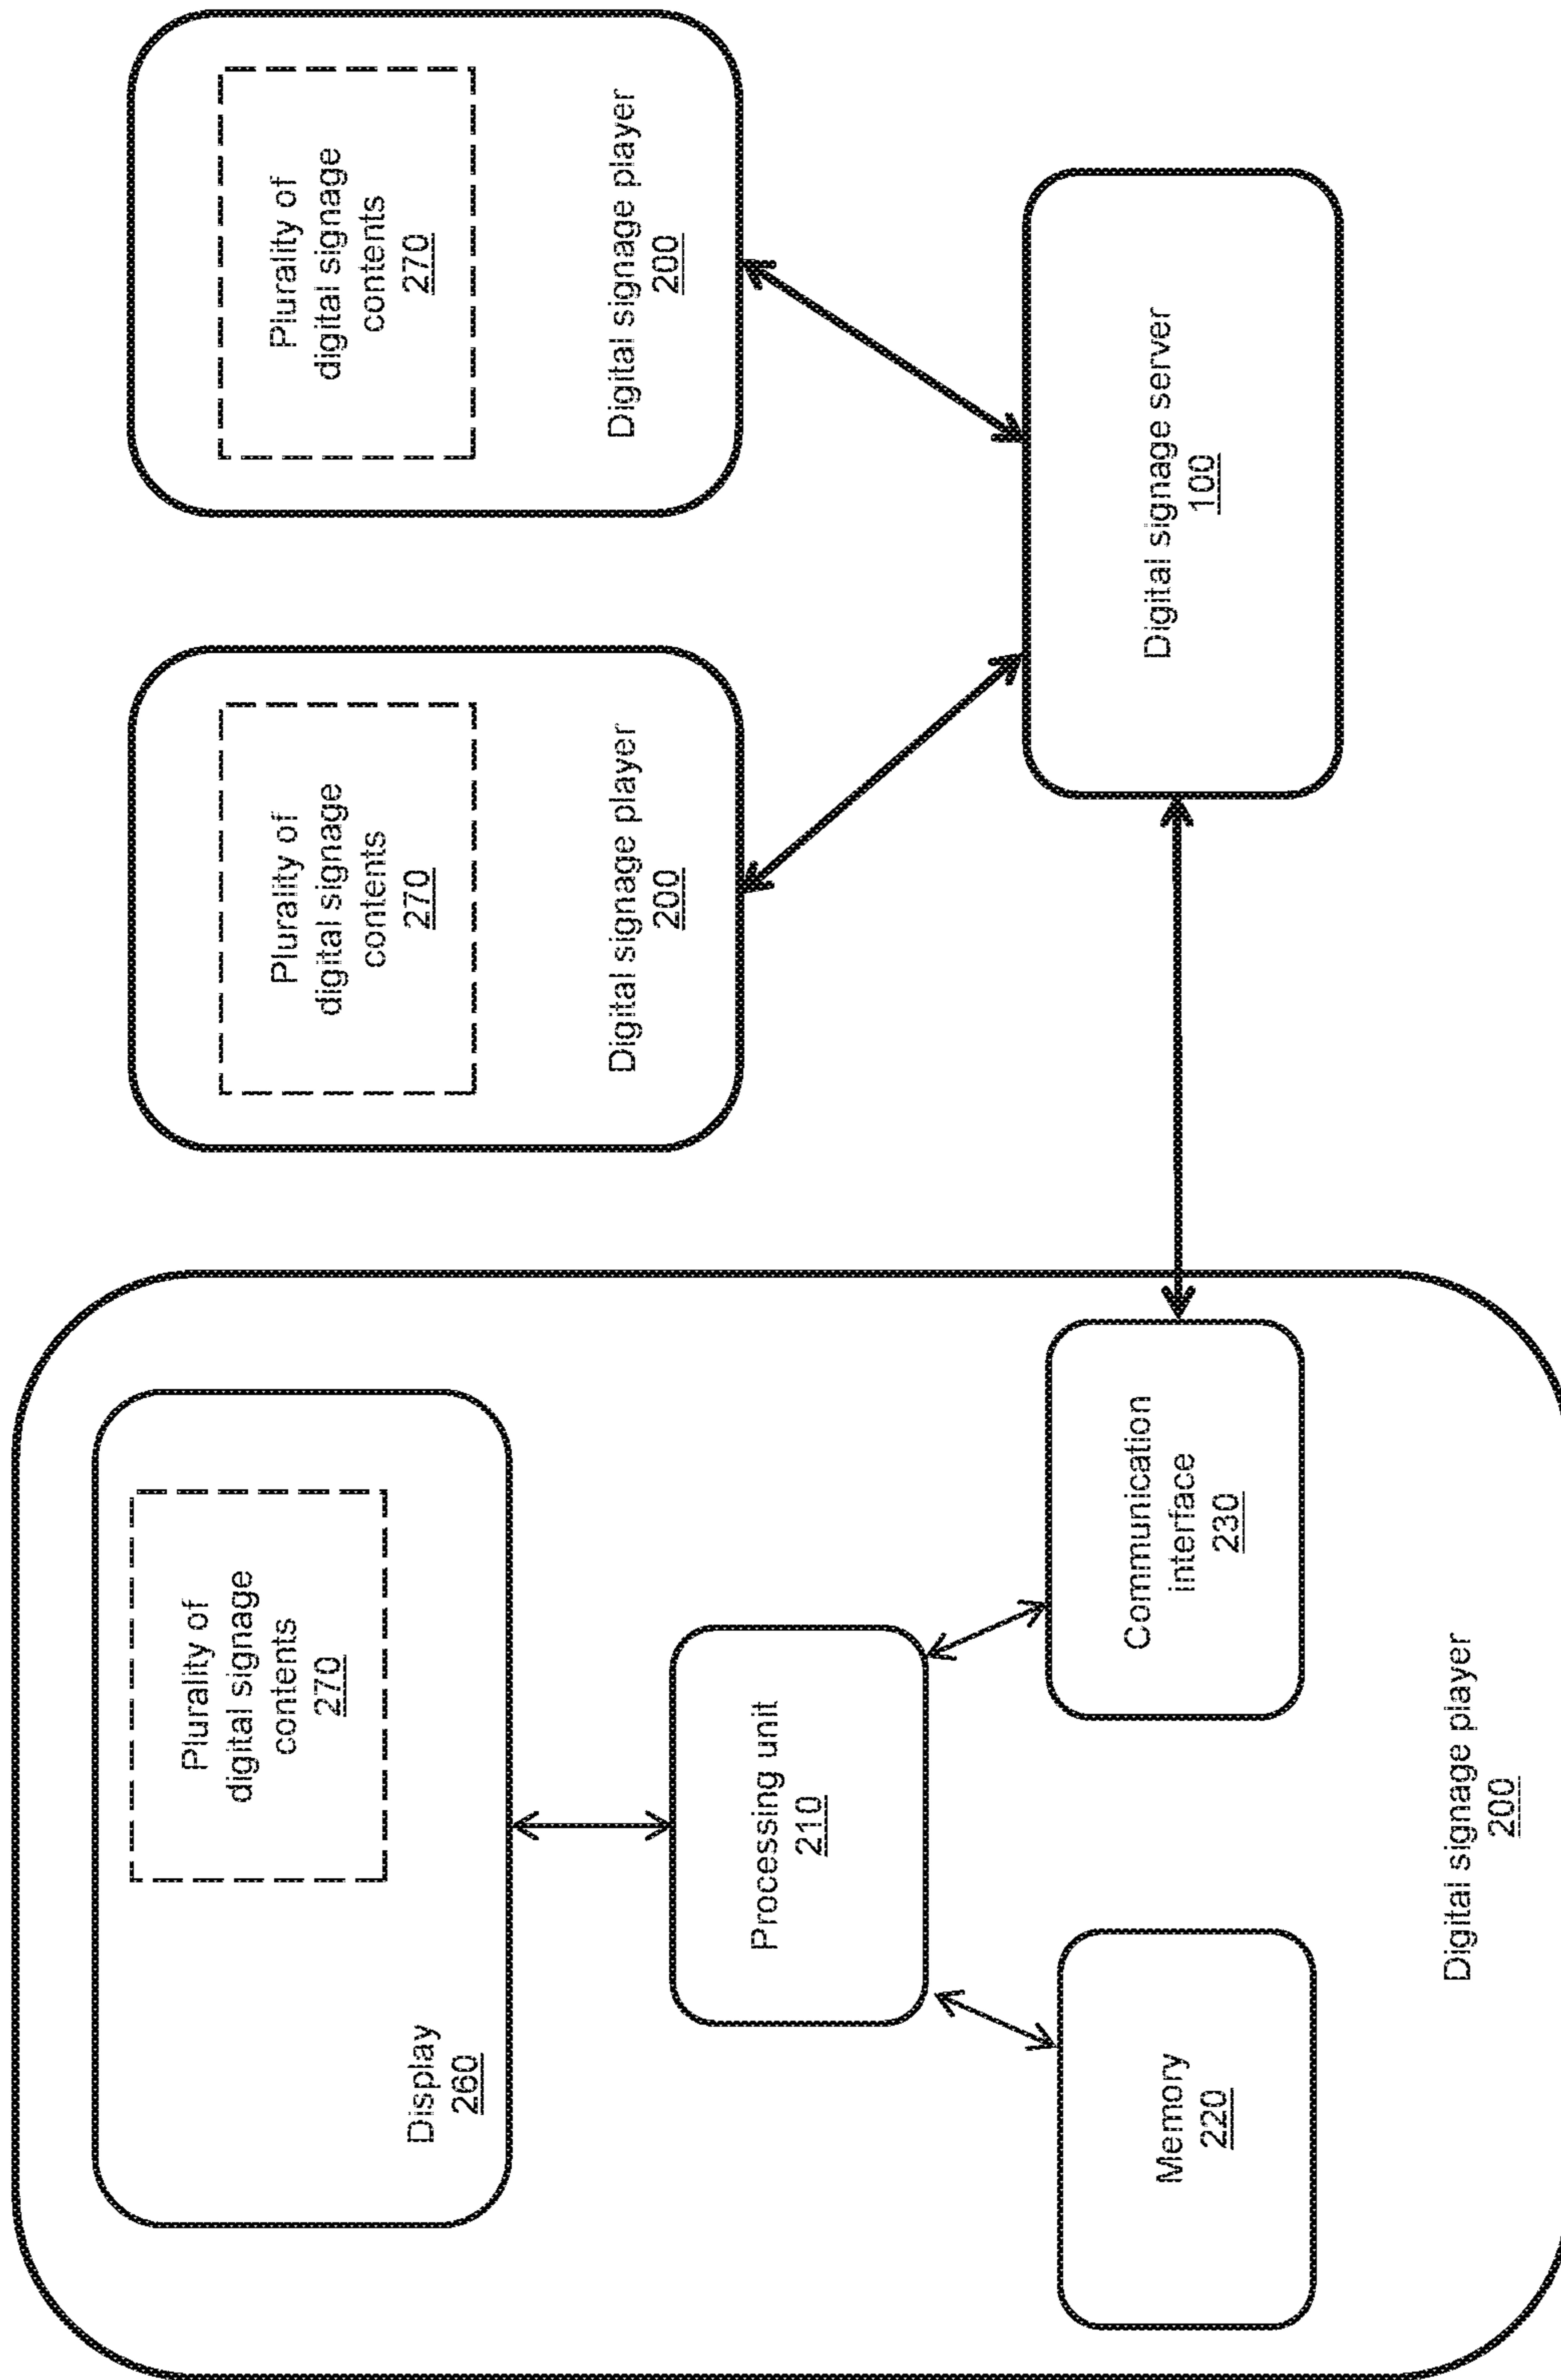 Plurality of
digital signage
contents
270
Display
260
Processing unit
210
Memory
220
Communication
interface
230
Digital signage player
200
Plurality of
digital signage
contents
270
Digital signage player
200
Plurality of
digital signage
contents
270
Digital signage player
200
Digital signage server
100